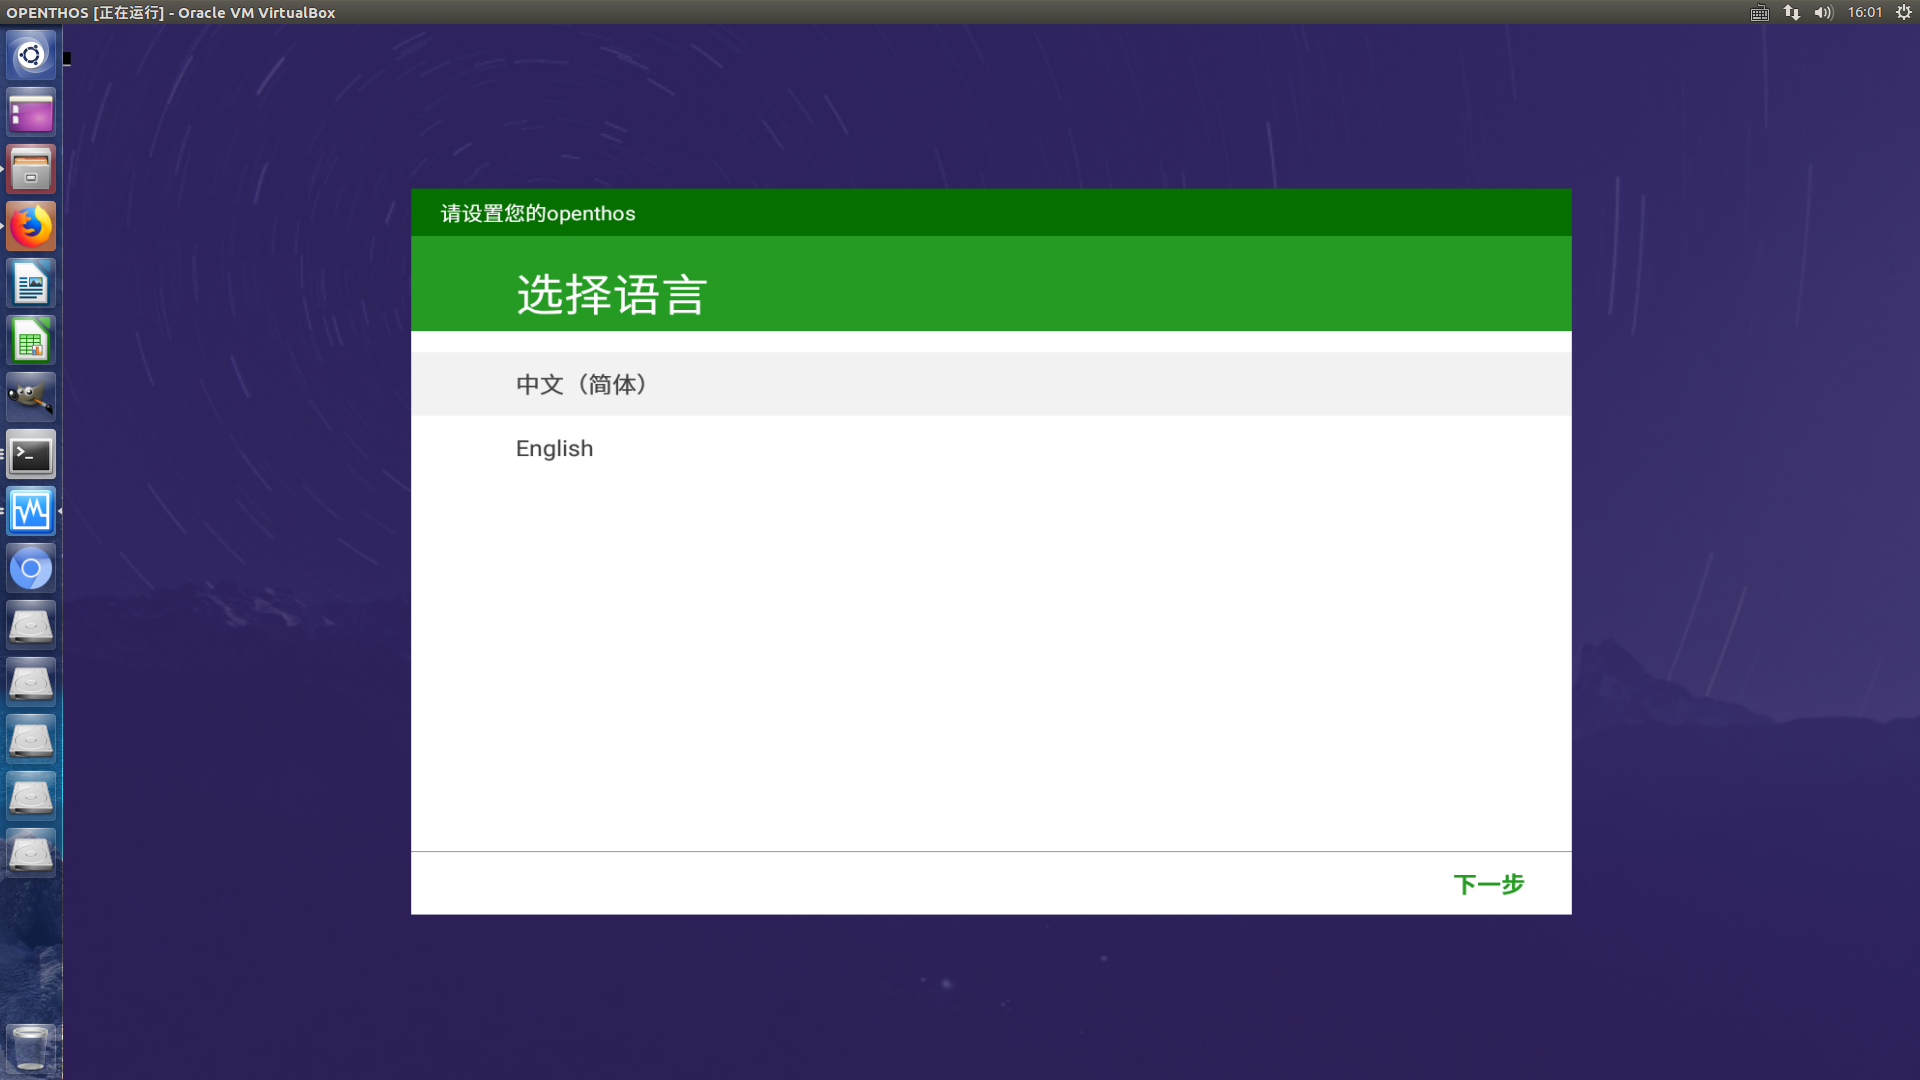 OPENTHOS [正在运行] - Oracle VM VirtualBox
16:01
请设置您的openthos
选择语言
中文（简体）
English
下一步